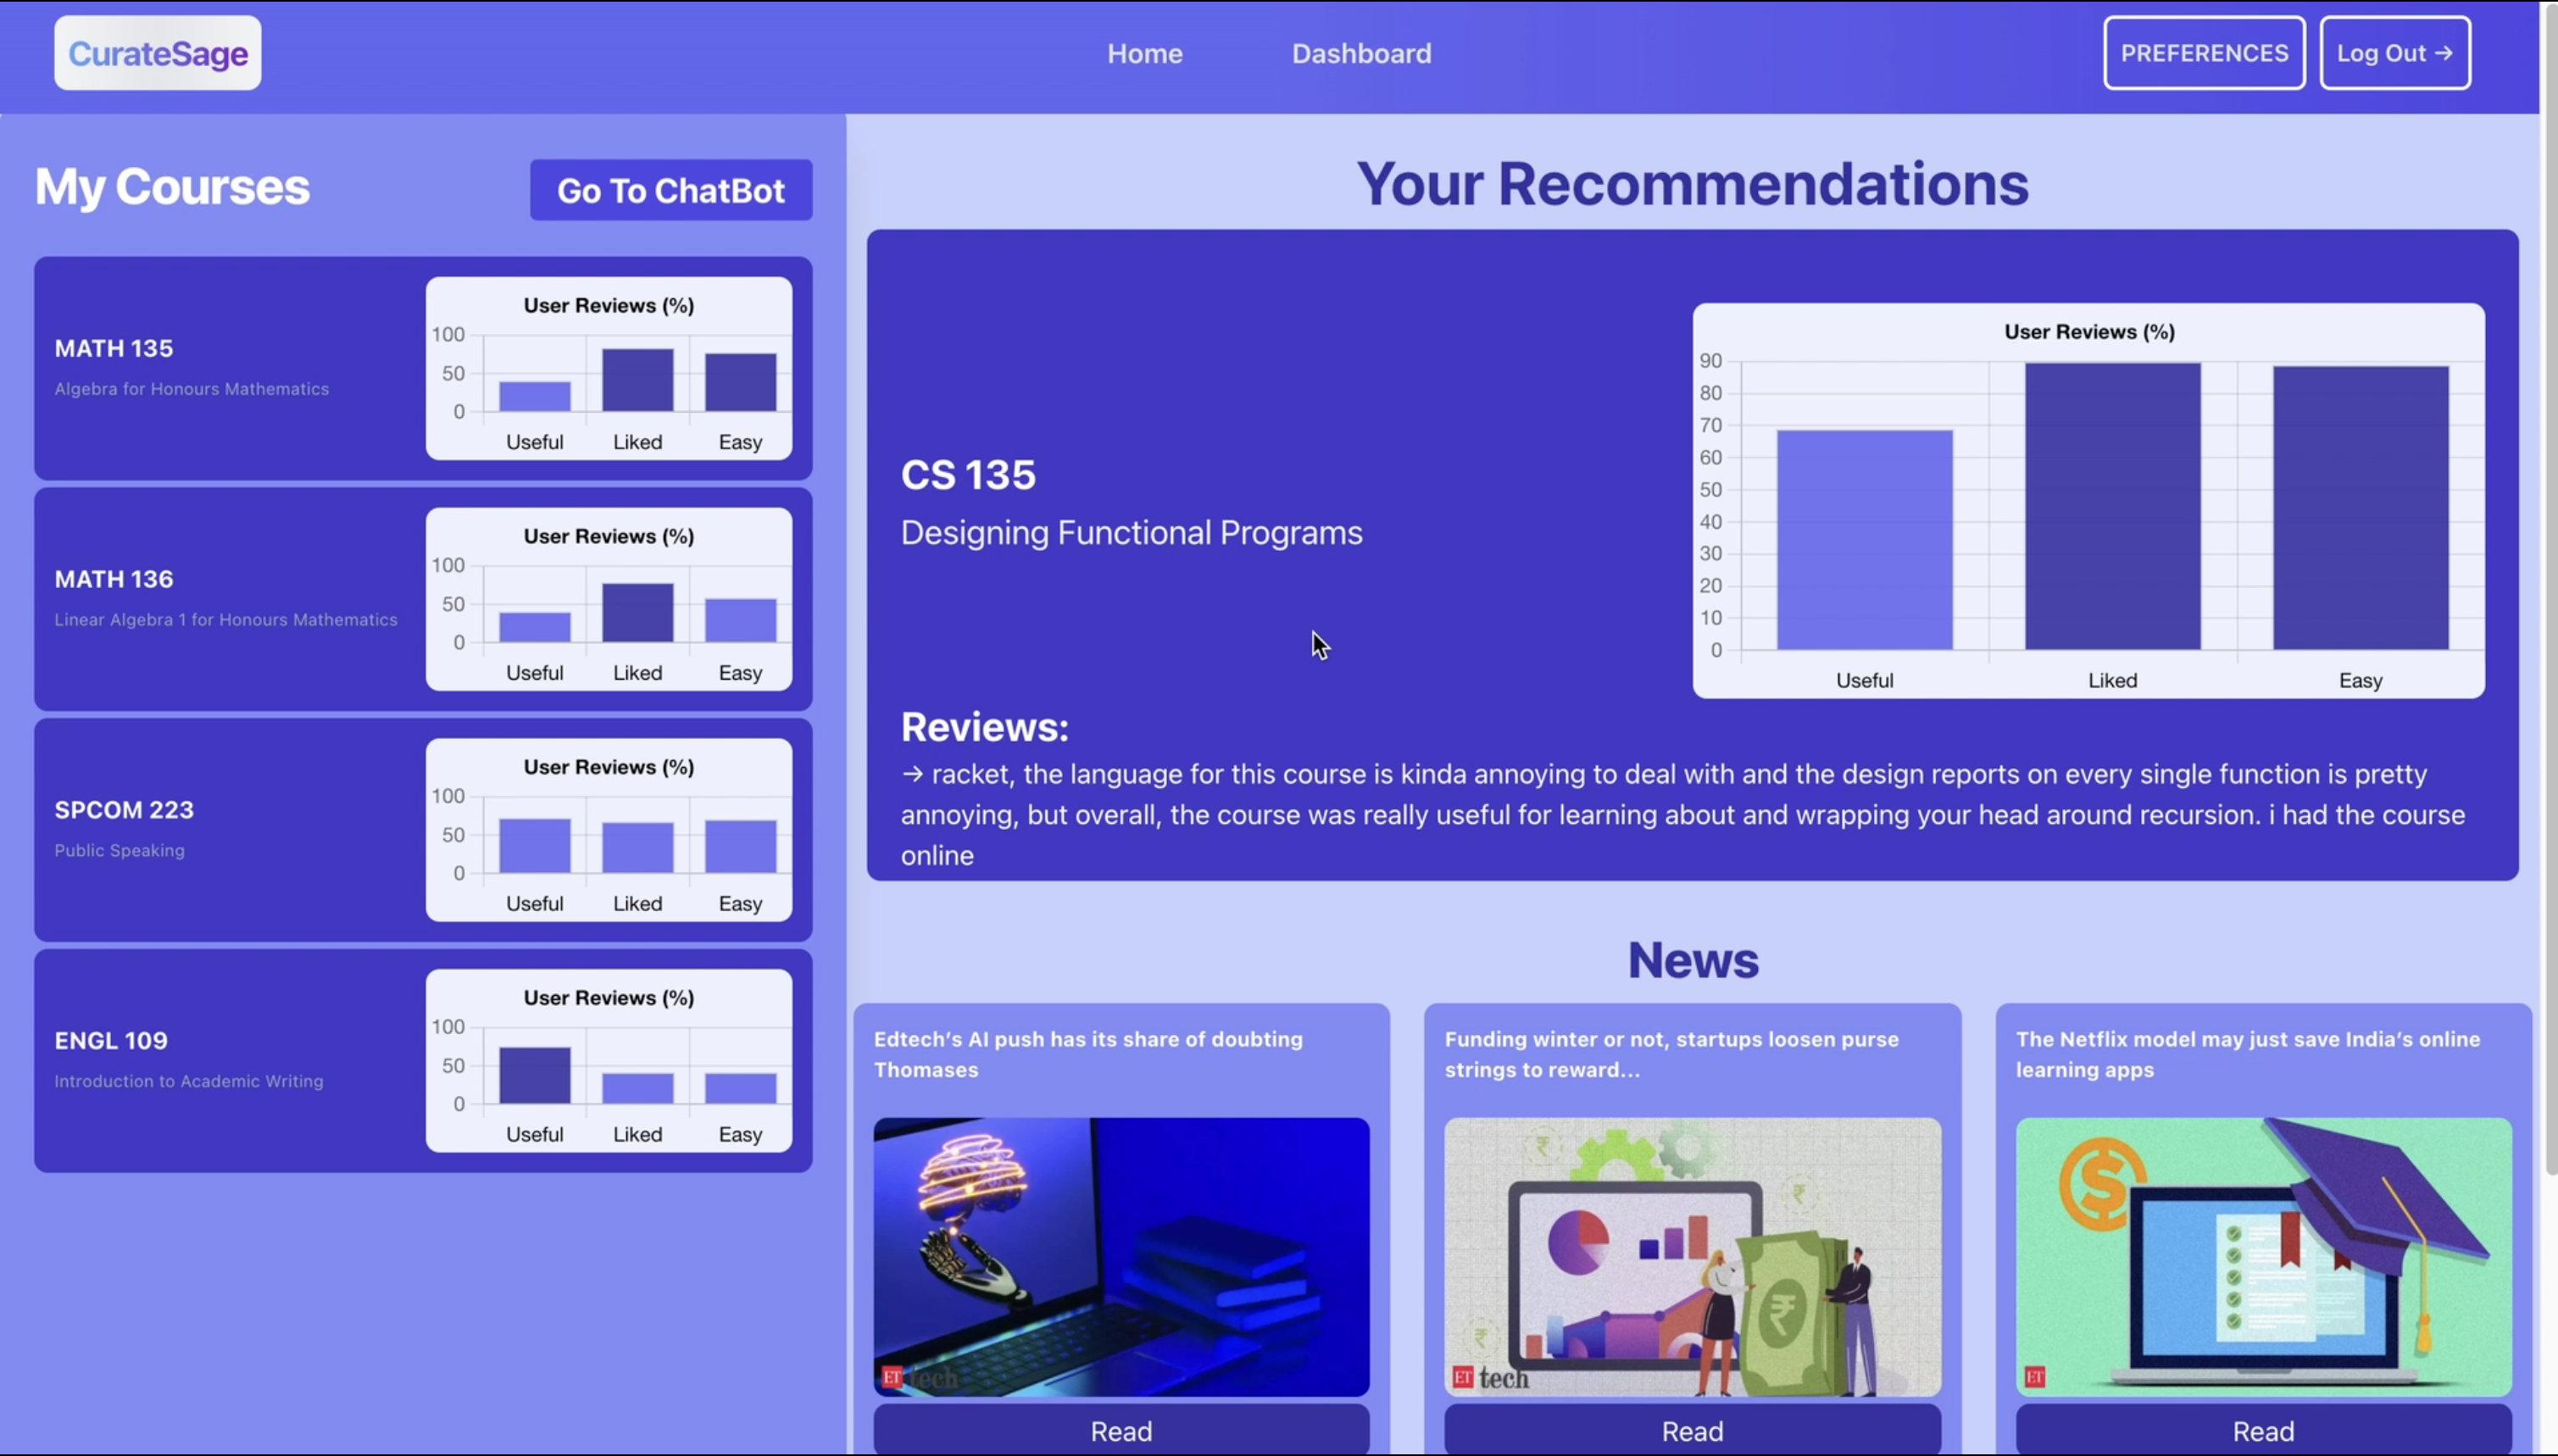 CurateSage
Home
Dashboard
PREFERENCES
Log Out →
My Courses
Go To ChatBot
MATH 135
Algebra for Honours Mathematics
User Reviews (%)
100
50
0
Useful
Liked
Easy
MATH 136
Linear Algebra 1 for Honours Mathematics
User Reviews (%)
100
50
0
Useful
Liked
Easy
SPCOM 223
Public Speaking
User Reviews (%)
100
50
0
Useful
Liked
Easy
ENGL 109
Introduction to Academic Writing
User Reviews (%)
100
50
0
Useful
Liked
Easy
Your Recommendations
CS 135
Designing Functional Programs
User Reviews (%)
90
80
70
60
50
40
30
20
10
0
Useful
Liked
Easy
Reviews:
→ racket, the language for this course is kinda annoying to deal with and the design reports on every single function is pretty
annoying, but overall, the course was really useful for learning about and wrapping your head around recursion. i had the course
online
News
Edtech’s AI push has its share of doubting
Thomases
ET tech
Read
Funding winter or not, startups loosen purse
strings to reward...
₹
₹
₹
₹
ET tech
Read
The Netflix model may just save India’s online
learning apps
$
ET
Read